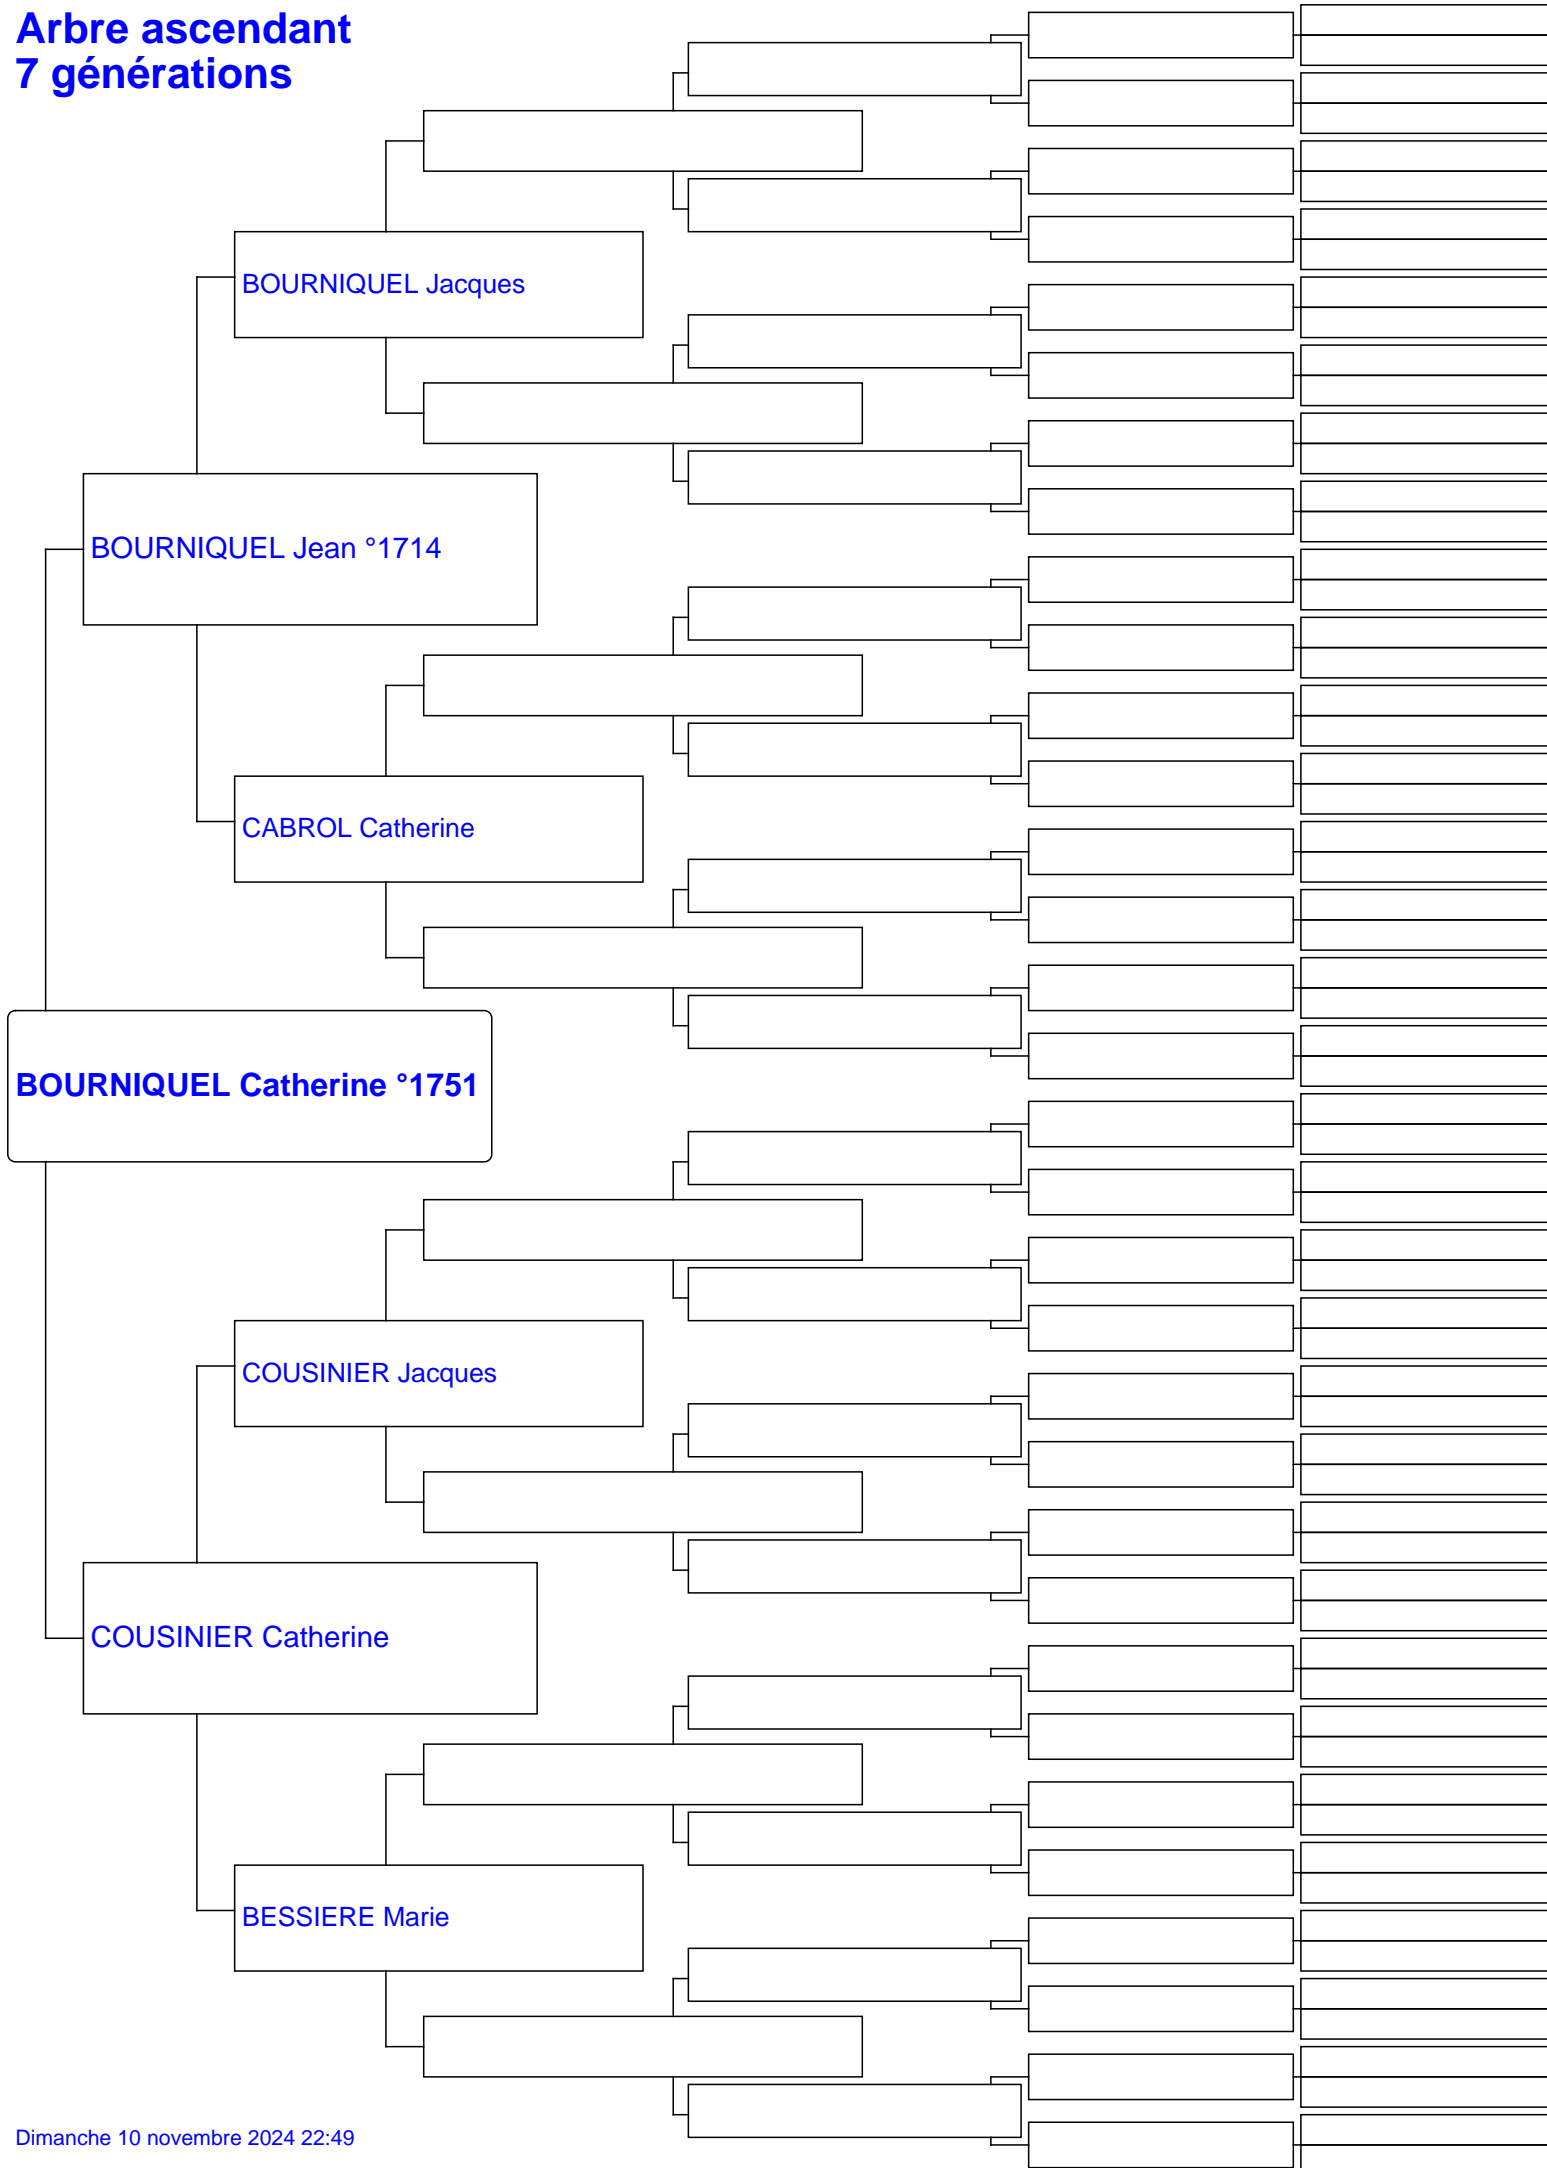 Arbre ascendant
7 générations
BOURNIQUEL Jacques
BOURNIQUEL Jean °1714
CABROL Catherine
BOURNIQUEL Catherine °1751
COUSINIER Jacques
COUSINIER Catherine
BESSIERE Marie
Dimanche 10 novembre 2024 22:49